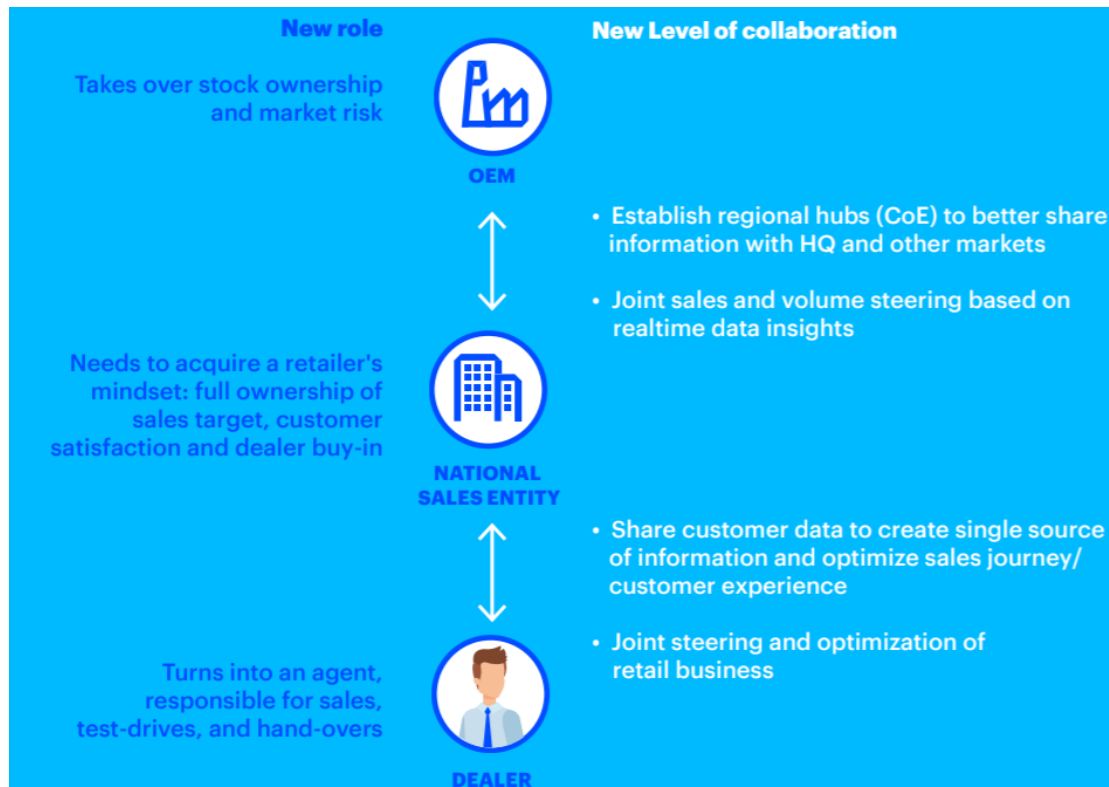 New role
New Level of collaboration
Takes over stock ownership
and market risk
OEM
• Establish regional hubs (CoE) to better share
information with HQ and other markets
• Joint sales and volume steering based on
realtime data insights
Needs to acquire a retailer's
mindset: full ownership of
sales target, customer
satisfaction and dealer buy-in
NATIONAL
SALES ENTITY
• Share customer data to create single source
of information and optimize sales journey/
customer experience
• Joint steering and optimization of
retail business
Turns into an agent,
responsible for sales,
test-drives, and hand-overs
DEALER